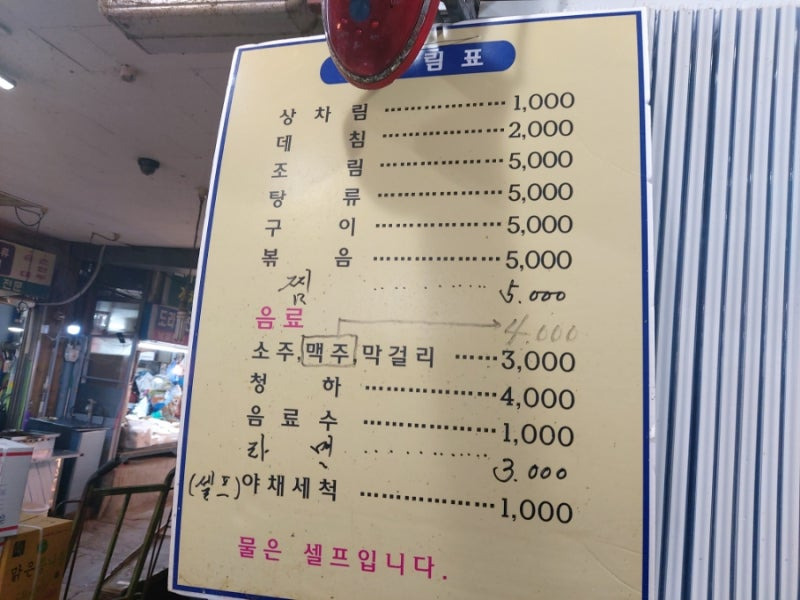 림표
상차림 ···················· 1,000
데침 ···················· 2,000
조림 ···················· 5,000
탕류 ···················· 5,000
구이 ···················· 5,000
볶음 ···················· 5,000
찜 ·········· 5.000
음료 4.000
소주,맥주,막걸리 ······ 3,000
청하 ···················· 4,000
음료수 ···················· 1,000
라면 ·········· 3.000
(셀프)야채세척 ···················· 1,000
물은 셀프입니다.
맑은